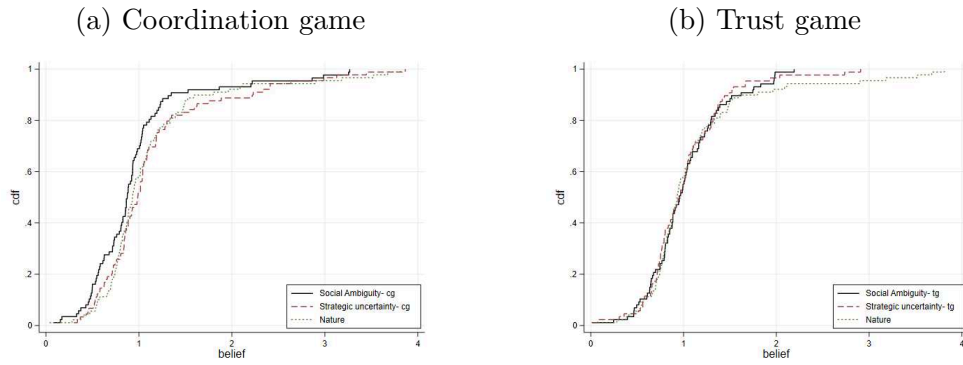 (a) Coordination game
1
.8
.6
.4
.2
0
cdf
0 1 2 3 4
belief
Social Ambiguity- cg
Strategic uncertainty- cg
Nature
(b) Trust game
1
.8
.6
.4
.2
0
cdf
0 1 2 3 4
belief
Social Ambiguity- tg
Strategic uncertainty- tg
Nature